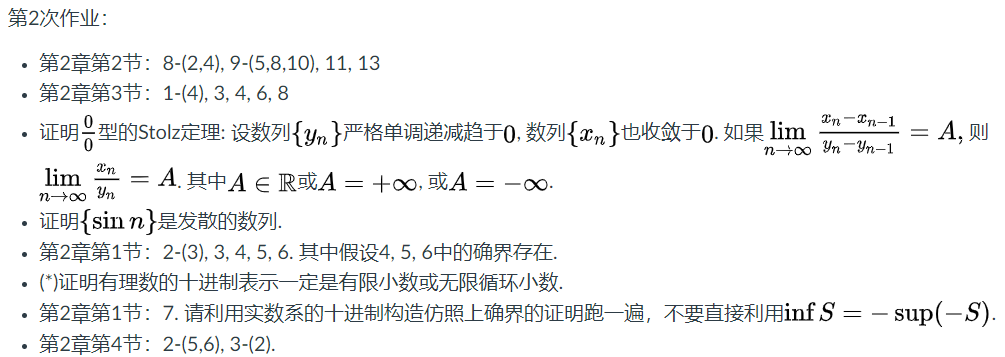 第2次作业：
• 第2章第2节：8-(2,4), 9-(5,8,10), 11, 13
• 第2章第3节：1-(4), 3, 4, 6, 8
• 证明$\frac{0}{0}$型的Stolz定理: 设数列$\{y_n\}$严格单调递减趋于$0$, 数列$\{x_n\}$也收敛于$0$. 如果$\lim\limits_{n\to\infty} \frac{x_n-x_{n-1}}{y_n-y_{n-1}} = A,$ 则
$\lim\limits_{n\to\infty} \frac{x_n}{y_n} = A$. 其中$A \in \mathbb{R}$或$A = +\infty$, 或$A = -\infty$.
• 证明$\{\sin n\}$是发散的数列.
• 第2章第1节：2-(3), 3, 4, 5, 6. 其中假设4, 5, 6中的确界存在.
• (*)证明有理数的十进制表示一定是有限小数或无限循环小数.
• 第2章第1节：7. 请利用实数系的十进制构造仿照上确界的证明跑一遍，不要直接利用$\inf S = -\sup(-S)$.
• 第2章第4节：2-(5,6), 3-(2).